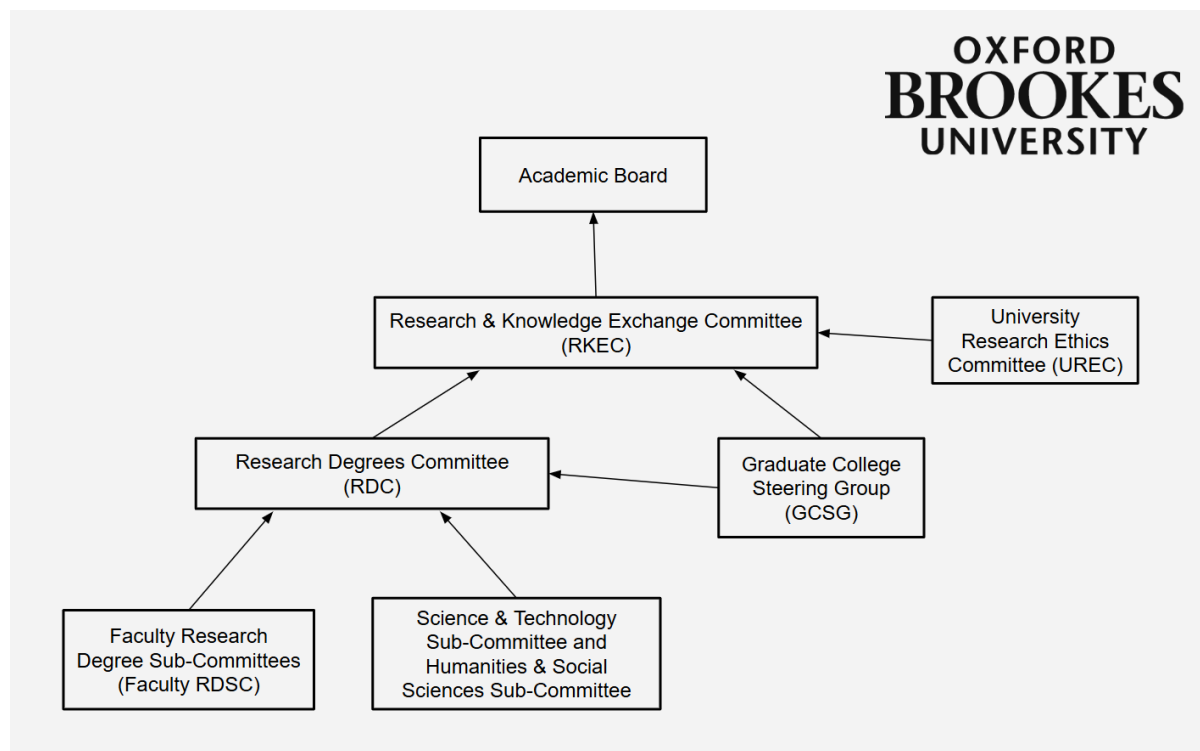 OXFORD
BROOKES
UNIVERSITY
Academic Board
Research & Knowledge Exchange Committee
(RKEC)
University
Research Ethics
Committee (UREC)
Research Degrees Committee
(RDC)
Graduate College
Steering Group
(GCSG)
Faculty Research
Degree Sub-Committees
(Faculty RDSC)
Science & Technology
Sub-Committee and
Humanities & Social
Sciences Sub-Committee